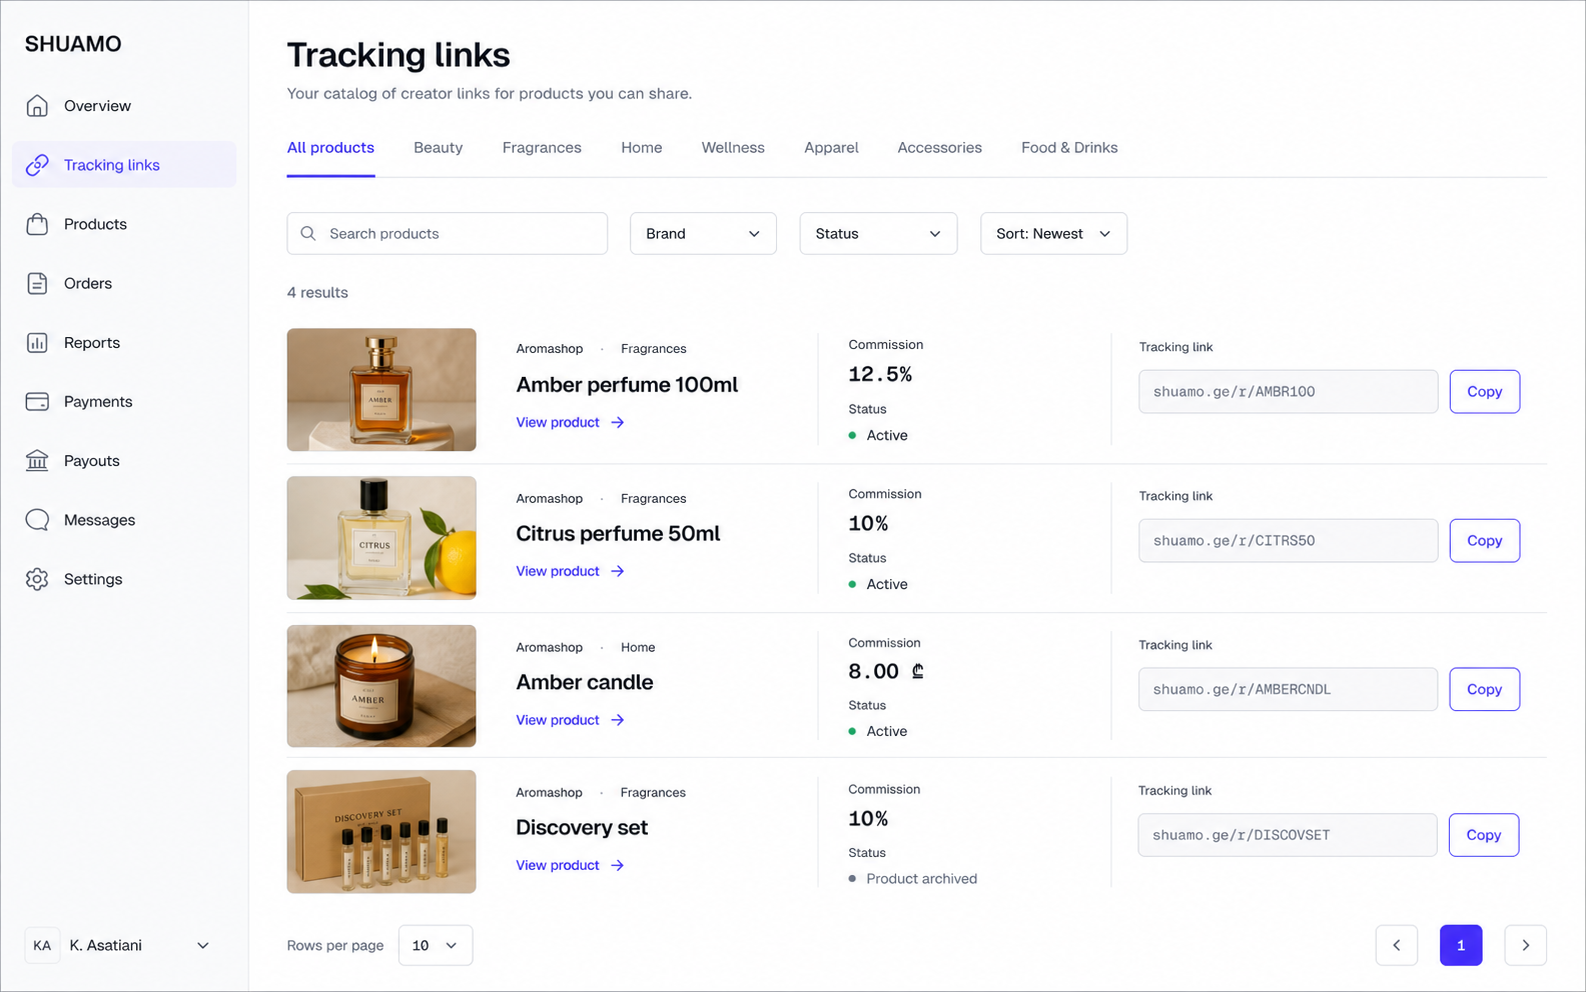 SHUAMO
Overview
Tracking links
Products
Orders
Reports
Payments
Payouts
Messages
Settings
KA K. Asatiani
Tracking links
Your catalog of creator links for products you can share.
All products Beauty Fragrances Home Wellness Apparel Accessories Food & Drinks
Search products Brand Status Sort: Newest
4 results
AMBER
Aromashop · Fragrances
Amber perfume 100ml
View product →
Commission
12.5%
Status
Active
Tracking link
shuamo.ge/r/AMBR100 Copy
CITRUS
Aromashop · Fragrances
Citrus perfume 50ml
View product →
Commission
10%
Status
Active
Tracking link
shuamo.ge/r/CITRS50 Copy
AMBER
Aromashop · Home
Amber candle
View product →
Commission
8.00 ₾
Status
Active
Tracking link
shuamo.ge/r/AMBERCNDL Copy
DISCOVERY SET
Aromashop · Fragrances
Discovery set
View product →
Commission
10%
Status
Product archived
Tracking link
shuamo.ge/r/DISCOVSET Copy
Rows per page 10 1